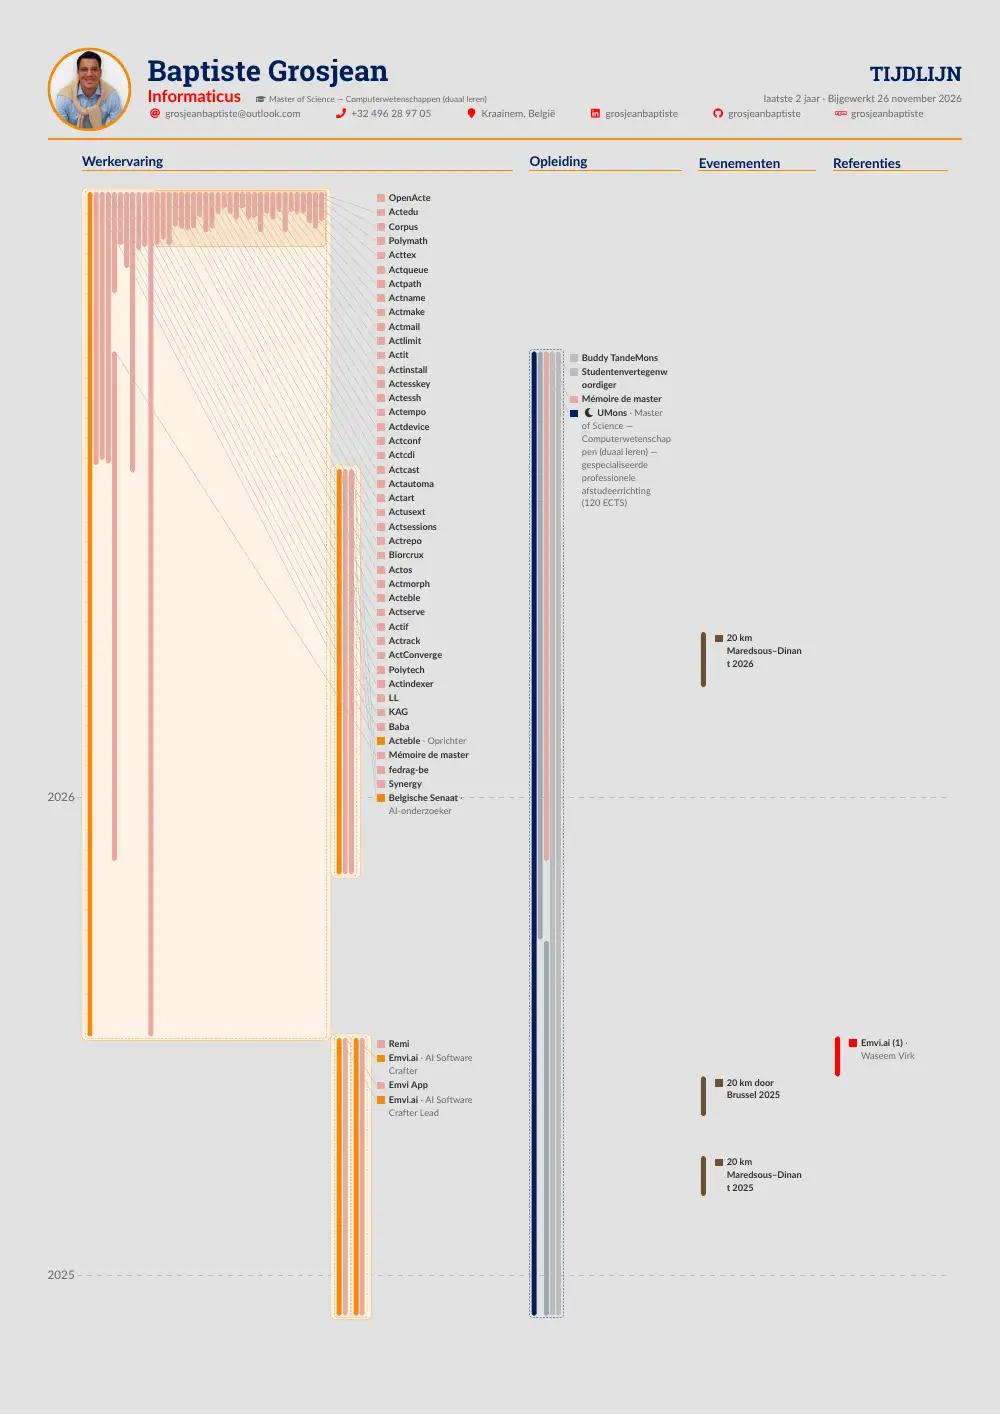 Baptiste Grosjean
TIJDLIJN
Informaticus
Master of Science — Computerwetenschappen (duaal leren)
laatste 2 jaar · Bijgewerkt 26 november 2026
grosjeanbaptiste@outlook.com
+32 496 28 97 05
Kraainem, België
grosjeanbaptiste
grosjeanbaptiste
grosjeanbaptiste
Werkervaring
OpenActe
Actedu
Corpus
Polymath
Acttex
Actqueue
Actpath
Actname
Actmake
Actmail
Actlimit
Actit
Actinstall
Actesskey
Actessh
Actempo
Actdevice
Actconf
Actcdi
Actcast
Actautoma
Actart
Actusext
Actsessions
Actrepo
Biorcrux
Actos
Actmorph
Acteble
Actserve
Actif
Actrack
ActConverge
Polytech
Actindexer
LL
KAG
Baba
Acteble · Oprichter
Mémoire de master
fedrag-be
Synergy
Belgische Senaat ·
AI-onderzoeker
Remi
Emvi.ai · AI Software
Crafter
Emvi App
Emvi.ai · AI Software
Crafter Lead
Opleiding
Buddy TandeMons
Studentenvertegenw
oordiger
Mémoire de master
UMons · Master
of Science —
Computerwetenschap
pen (duaal leren) —
gespecialiseerde
professionele
afstudeerrichting
(120 ECTS)
Evenementen
20 km
Maredsous–Dinan
t 2026
20 km door
Brussel 2025
20 km
Maredsous–Dinan
t 2025
Referenties
Emvi.ai (1) ·
Waseem Virk
2026
2025